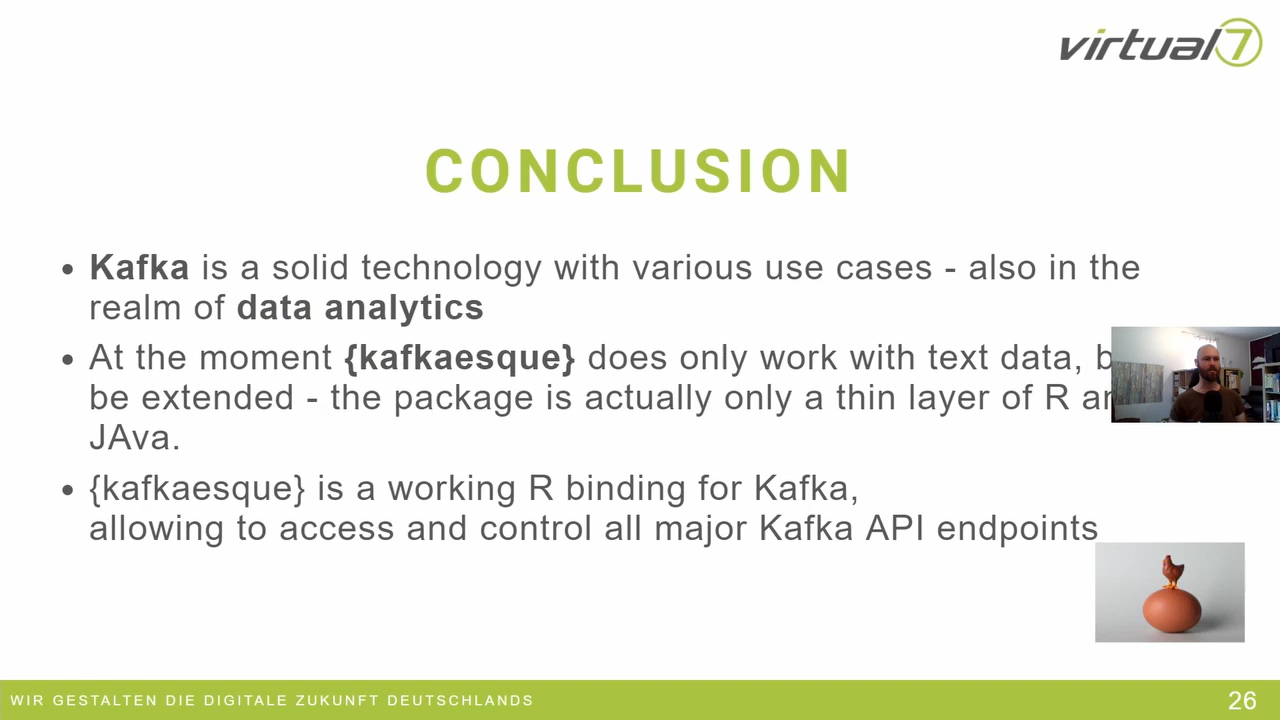 virtual7
CONCLUSION
• Kafka is a solid technology with various use cases - also in the
realm of data analytics
• At the moment {kafkaesque} does only work with text data,
be extended - the package is actually only a thin layer of R
JAva.
• {kafkaesque} is a working R binding for Kafka,
allowing to access and control all major Kafka API endpoints
WIR GESTALTEN DIE DIGITALE ZUKUNFT DEUTSCHLANDS
26